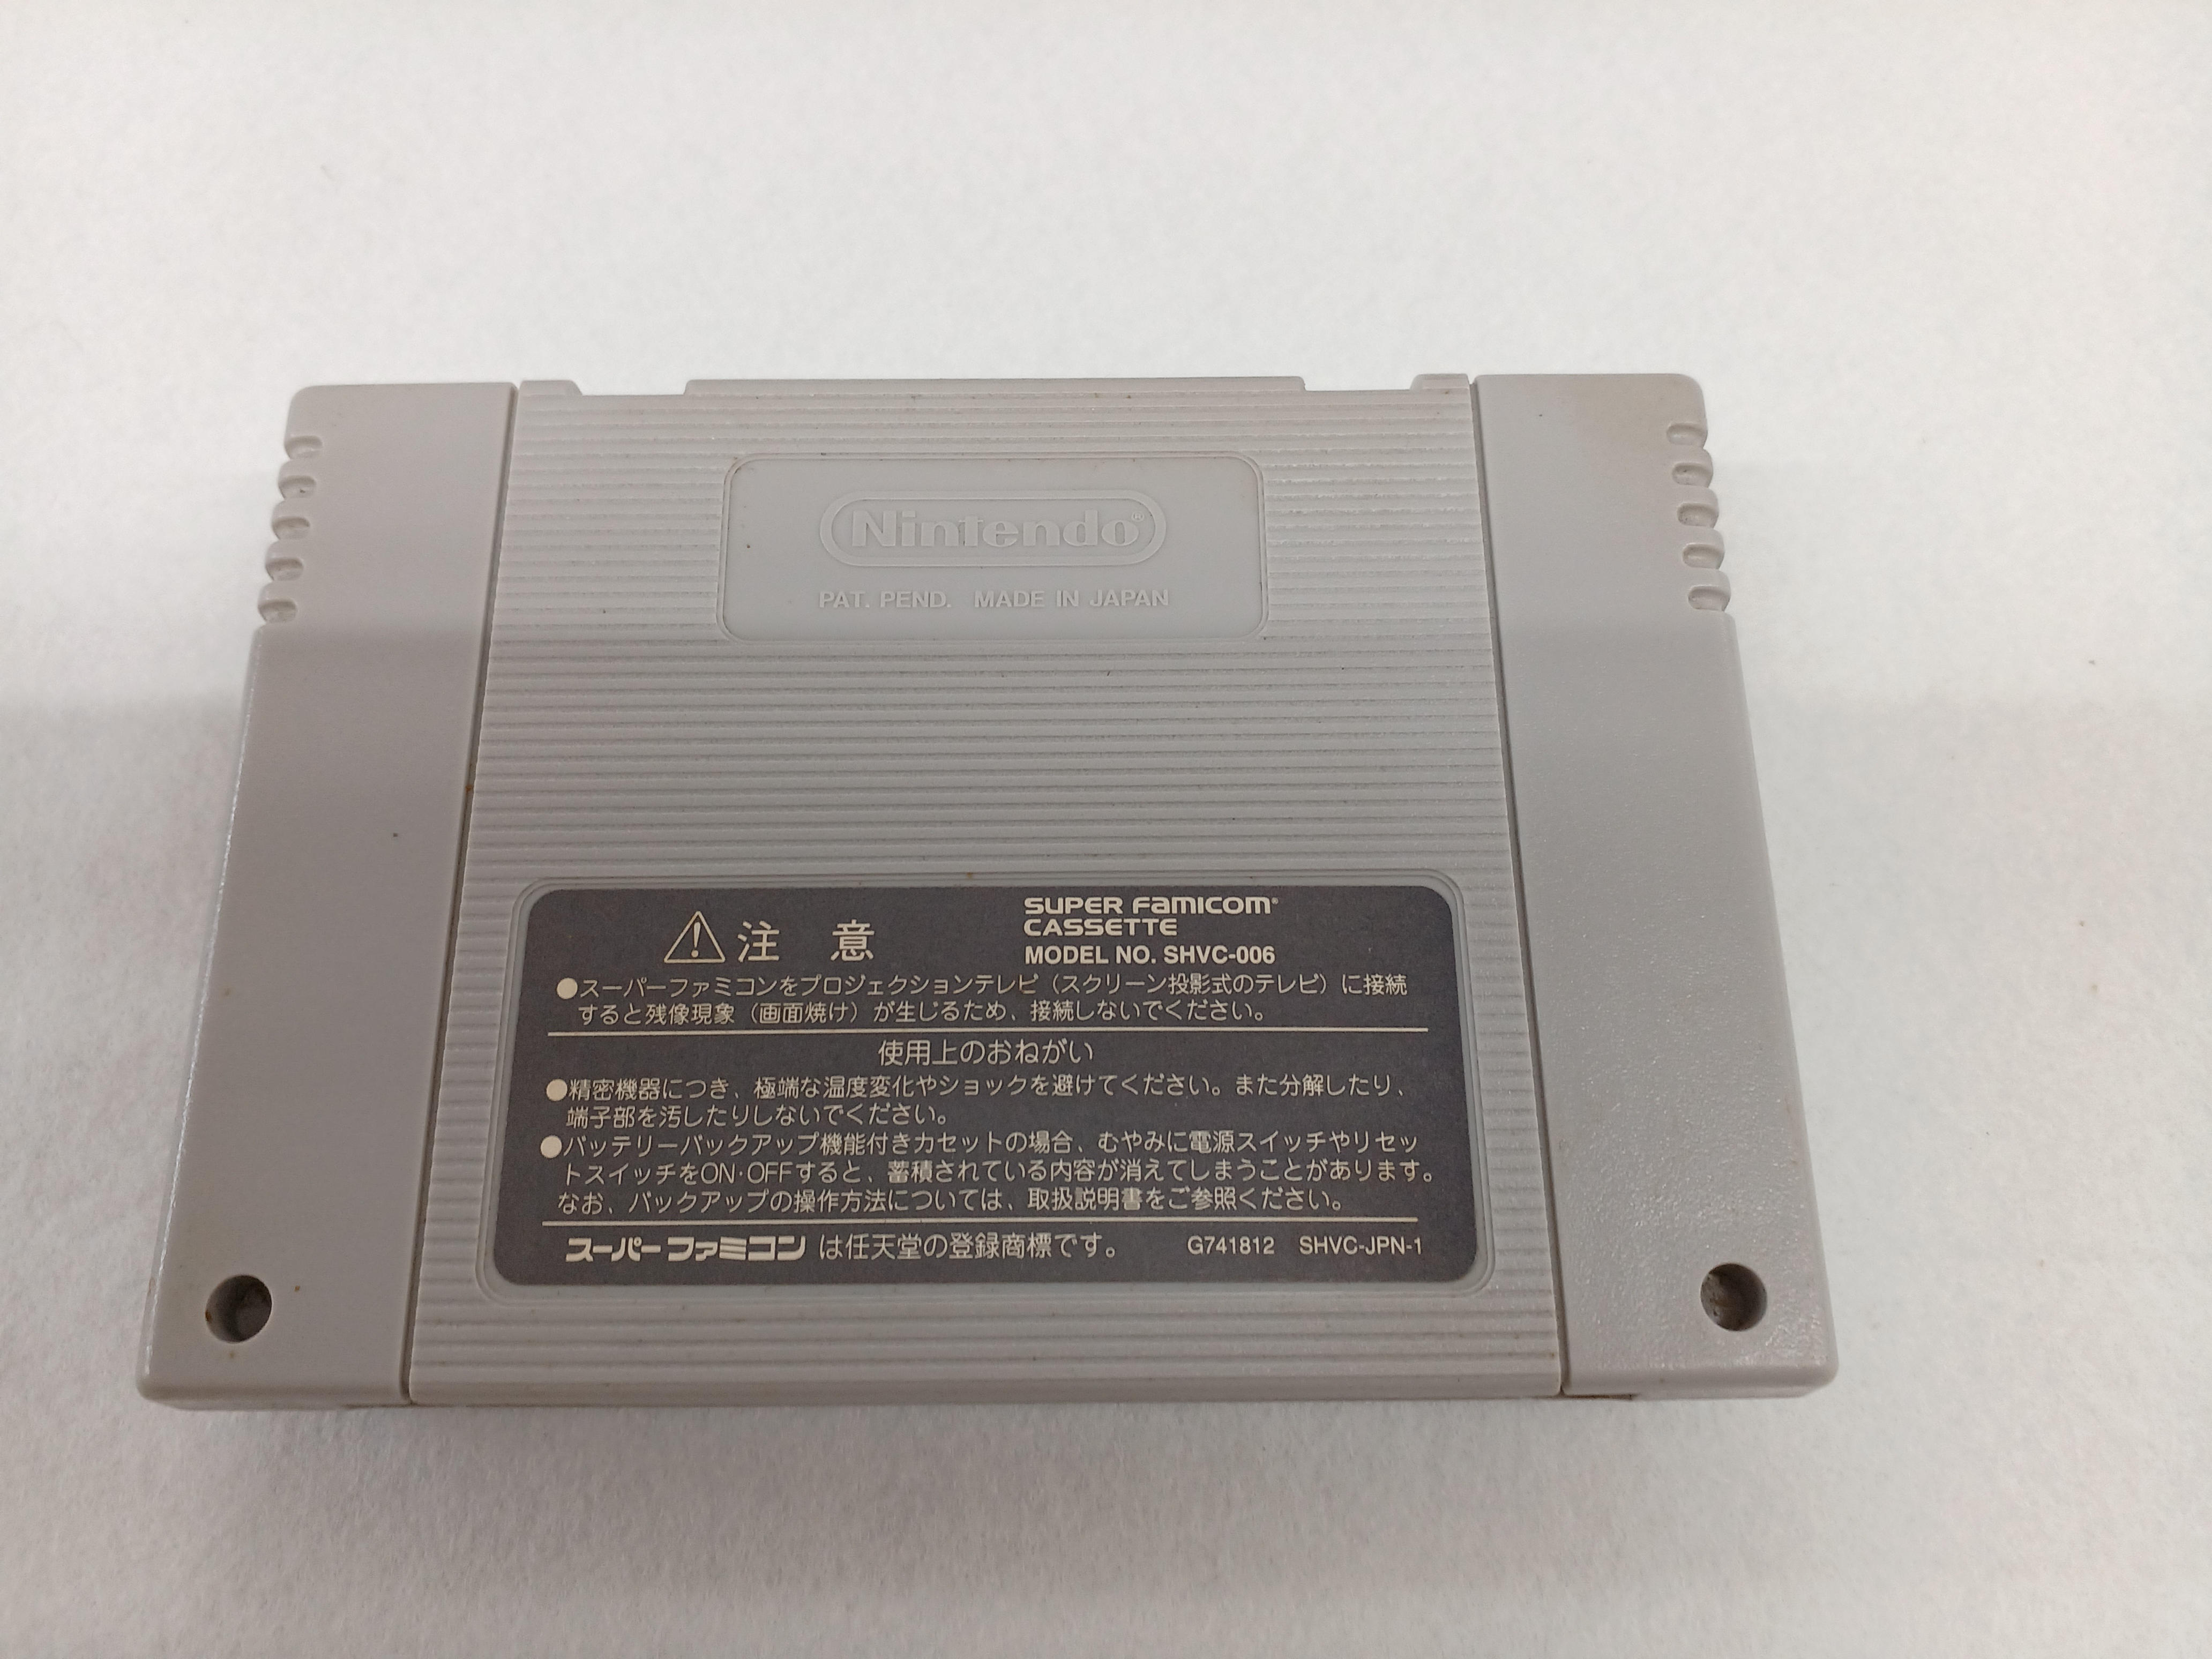 Nintendo®
PAT. PEND. MADE IN JAPAN
注 意
SUPER FAMICOM®
CASSETTE
MODEL NO. SHVC-006
●スーパーファミコンをプロジェクションテレビ（スクリーン投影式のテレビ）に接続
すると残像現象（画面焼け）が生じるため、接続しないでください。
使用上のおねがい
●精密機器につき、極端な温度変化やショックを避けてください。また分解したり、
端子部を汚したりしないでください。
●バッテリーバックアップ機能付きカセットの場合、むやみに電源スイッチやリセッ
トスイッチをON·OFFすると、蓄積されている内容が消えてしまうことがあります。
なお、バックアップの操作方法については、取扱説明書をご参照ください。
スーパーファミコン は任天堂の登録商標です。 G741812 SHVC-JPN-1